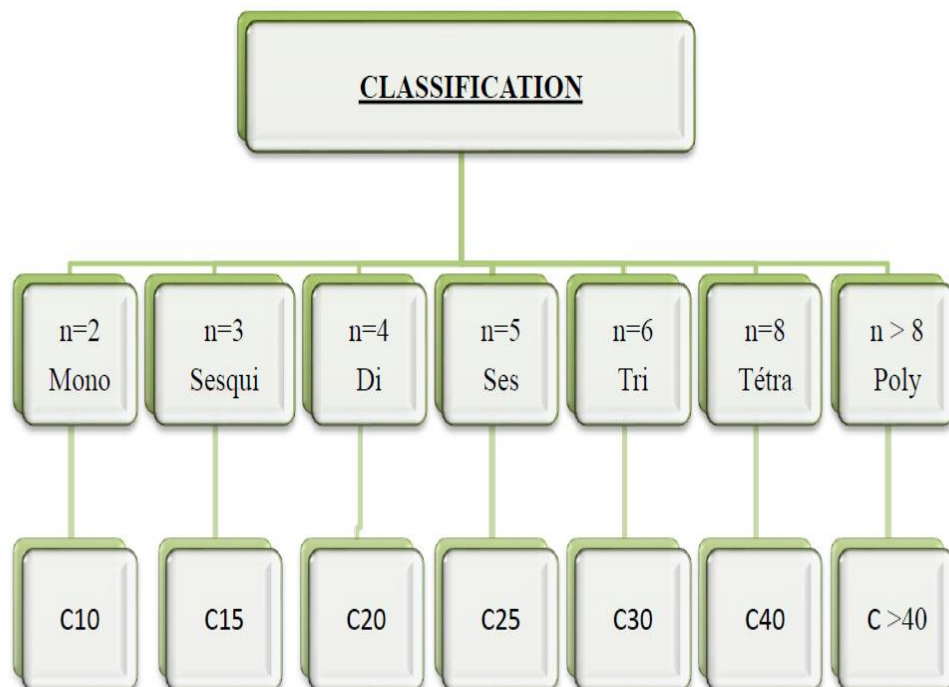 CLASSIFICATION
n=2
Mono
n=3
Sesqui
n=4
Di
n=5
Ses
n=6
Tri
n=8
Tétra
n > 8
Poly
C10
C15
C20
C25
C30
C40
C >40